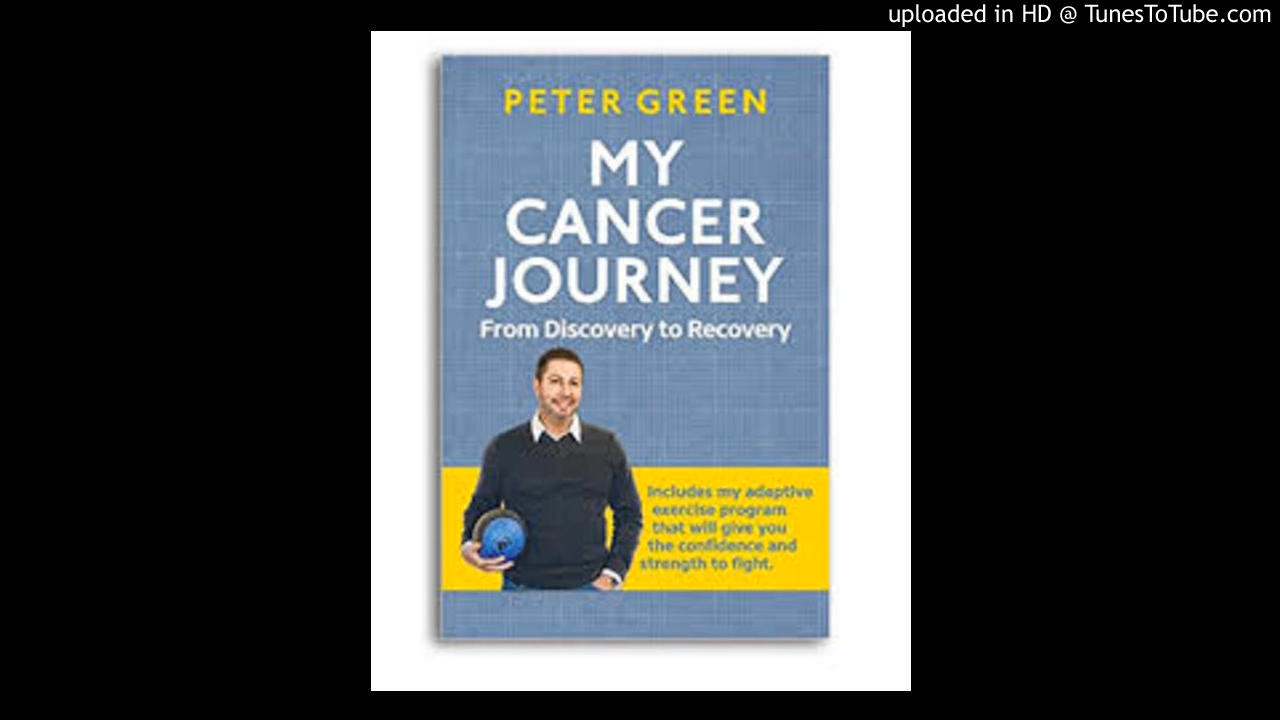 uploaded in HD @ TunesToTube.com
PETER GREEN
MY
CANCER
JOURNEY
From Discovery to Recovery
Includes my adaptive
exercise program
that will give you
the confidence and
strength to fight.